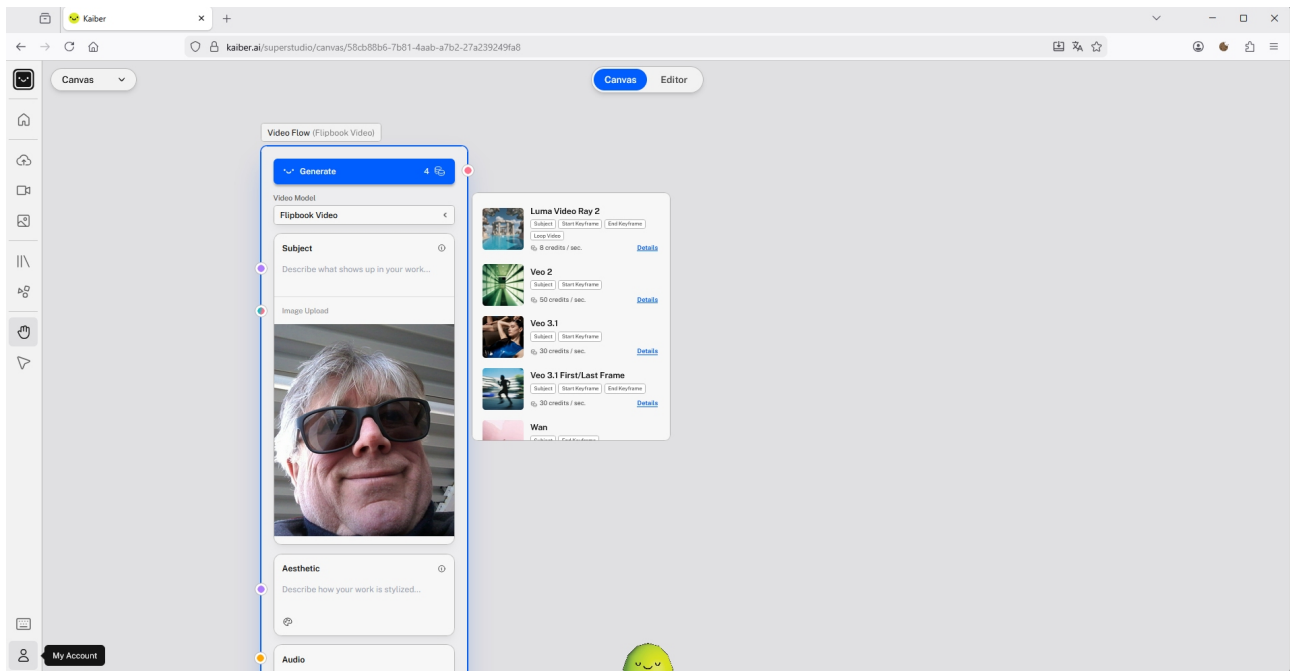 Kaiber
kaiber.ai/superstudio/canvas/58cb88b6-7b81-4aab-a7b2-27a239249fa8
Canvas
Canvas
Editor
Video Flow (Flipbook Video)
Generate
4
Video Model
Flipbook Video
Subject
Describe what shows up in your work...
Image Upload
Luma Video Ray 2
Subject
Start Keyframe
End Keyframe
Loop Video
8 credits / sec.
Details
Veo 2
Subject
Start Keyframe
50 credits / sec.
Details
Veo 3.1
Subject
Start Keyframe
30 credits / sec.
Details
Veo 3.1 First/Last Frame
Subject
Start Keyframe
End Keyframe
30 credits / sec.
Details
Wan
Subject
End Keyframe
Aesthetic
Describe how your work is stylized...
Audio
My Account